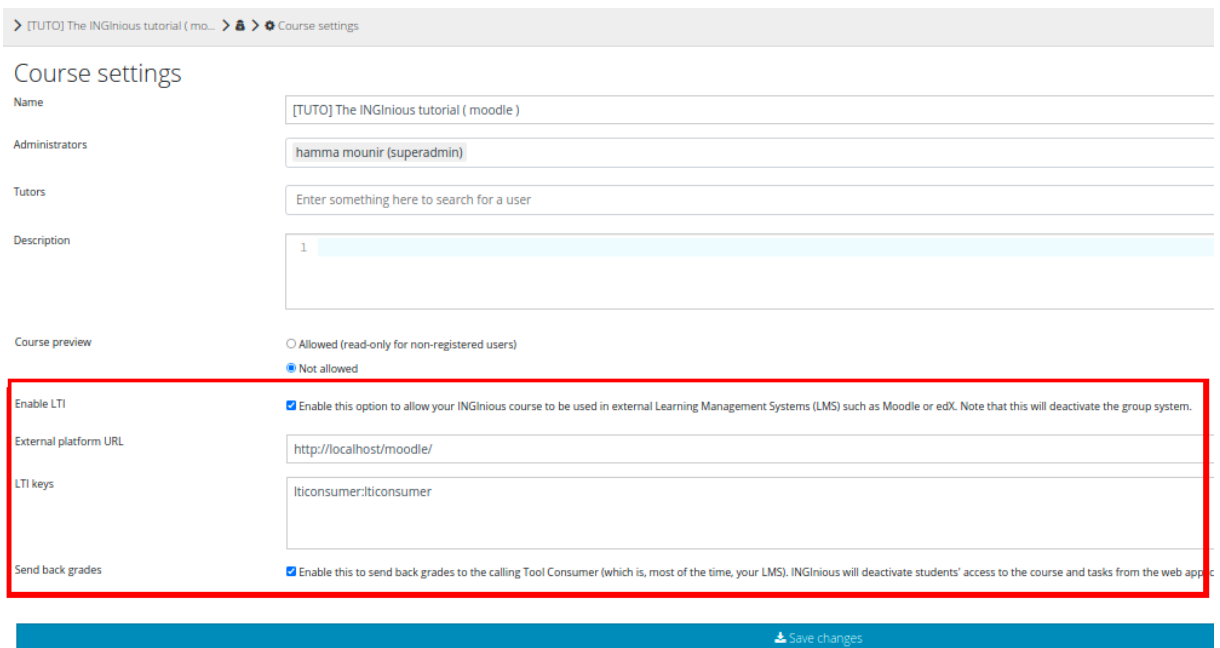 [TUTO] The INGInious tutorial ( mo... Course settings
Course settings
Name
[TUTO] The INGInious tutorial ( moodle )
Administrators
hamma mounir (superadmin)
Tutors
Enter something here to search for a user
Description
1
Course preview
Allowed (read-only for non-registered users)
Not allowed
Enable LTI
Enable this option to allow your INGInious course to be used in external Learning Management Systems (LMS) such as Moodle or edX. Note that this will deactivate the group system.
External platform URL
http://localhost/moodle/
LTI keys
lticonsumer:lticonsumer
Send back grades
Enable this to send back grades to the calling Tool Consumer (which is, most of the time, your LMS). INGInious will deactivate students' access to the course and tasks from the web
Save changes